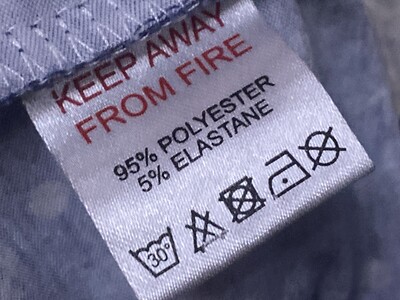 KEEP AWAY
FROM FIRE
95% POLYESTER
5% ELASTANE
30°